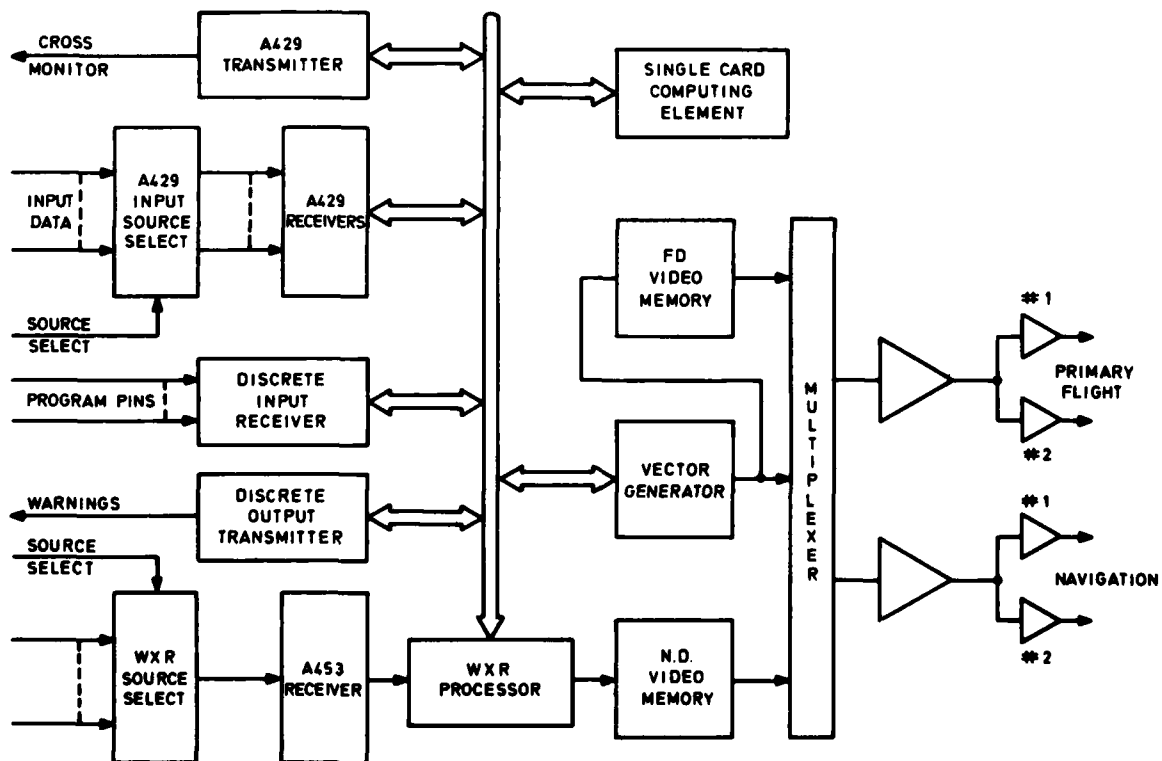 CROSS
MONITOR
A429
TRANSMITTER
SINGLE CARD
COMPUTING
ELEMENT
INPUT
DATA
A429
INPUT
SOURCE
SELECT
A429
RECEIVERS
SOURCE
SELECT
FD
VIDEO
MEMORY
PROGRAM PINS
DISCRETE
INPUT
RECEIVER
VECTOR
GENERATOR
MULTIPLEXER
#1
PRIMARY
FLIGHT
#2
WARNINGS
DISCRETE
OUTPUT
TRANSMITTER
SOURCE
SELECT
WXR
SOURCE
SELECT
A453
RECEIVER
WXR
PROCESSOR
N.D.
VIDEO
MEMORY
#1
NAVIGATION
#2